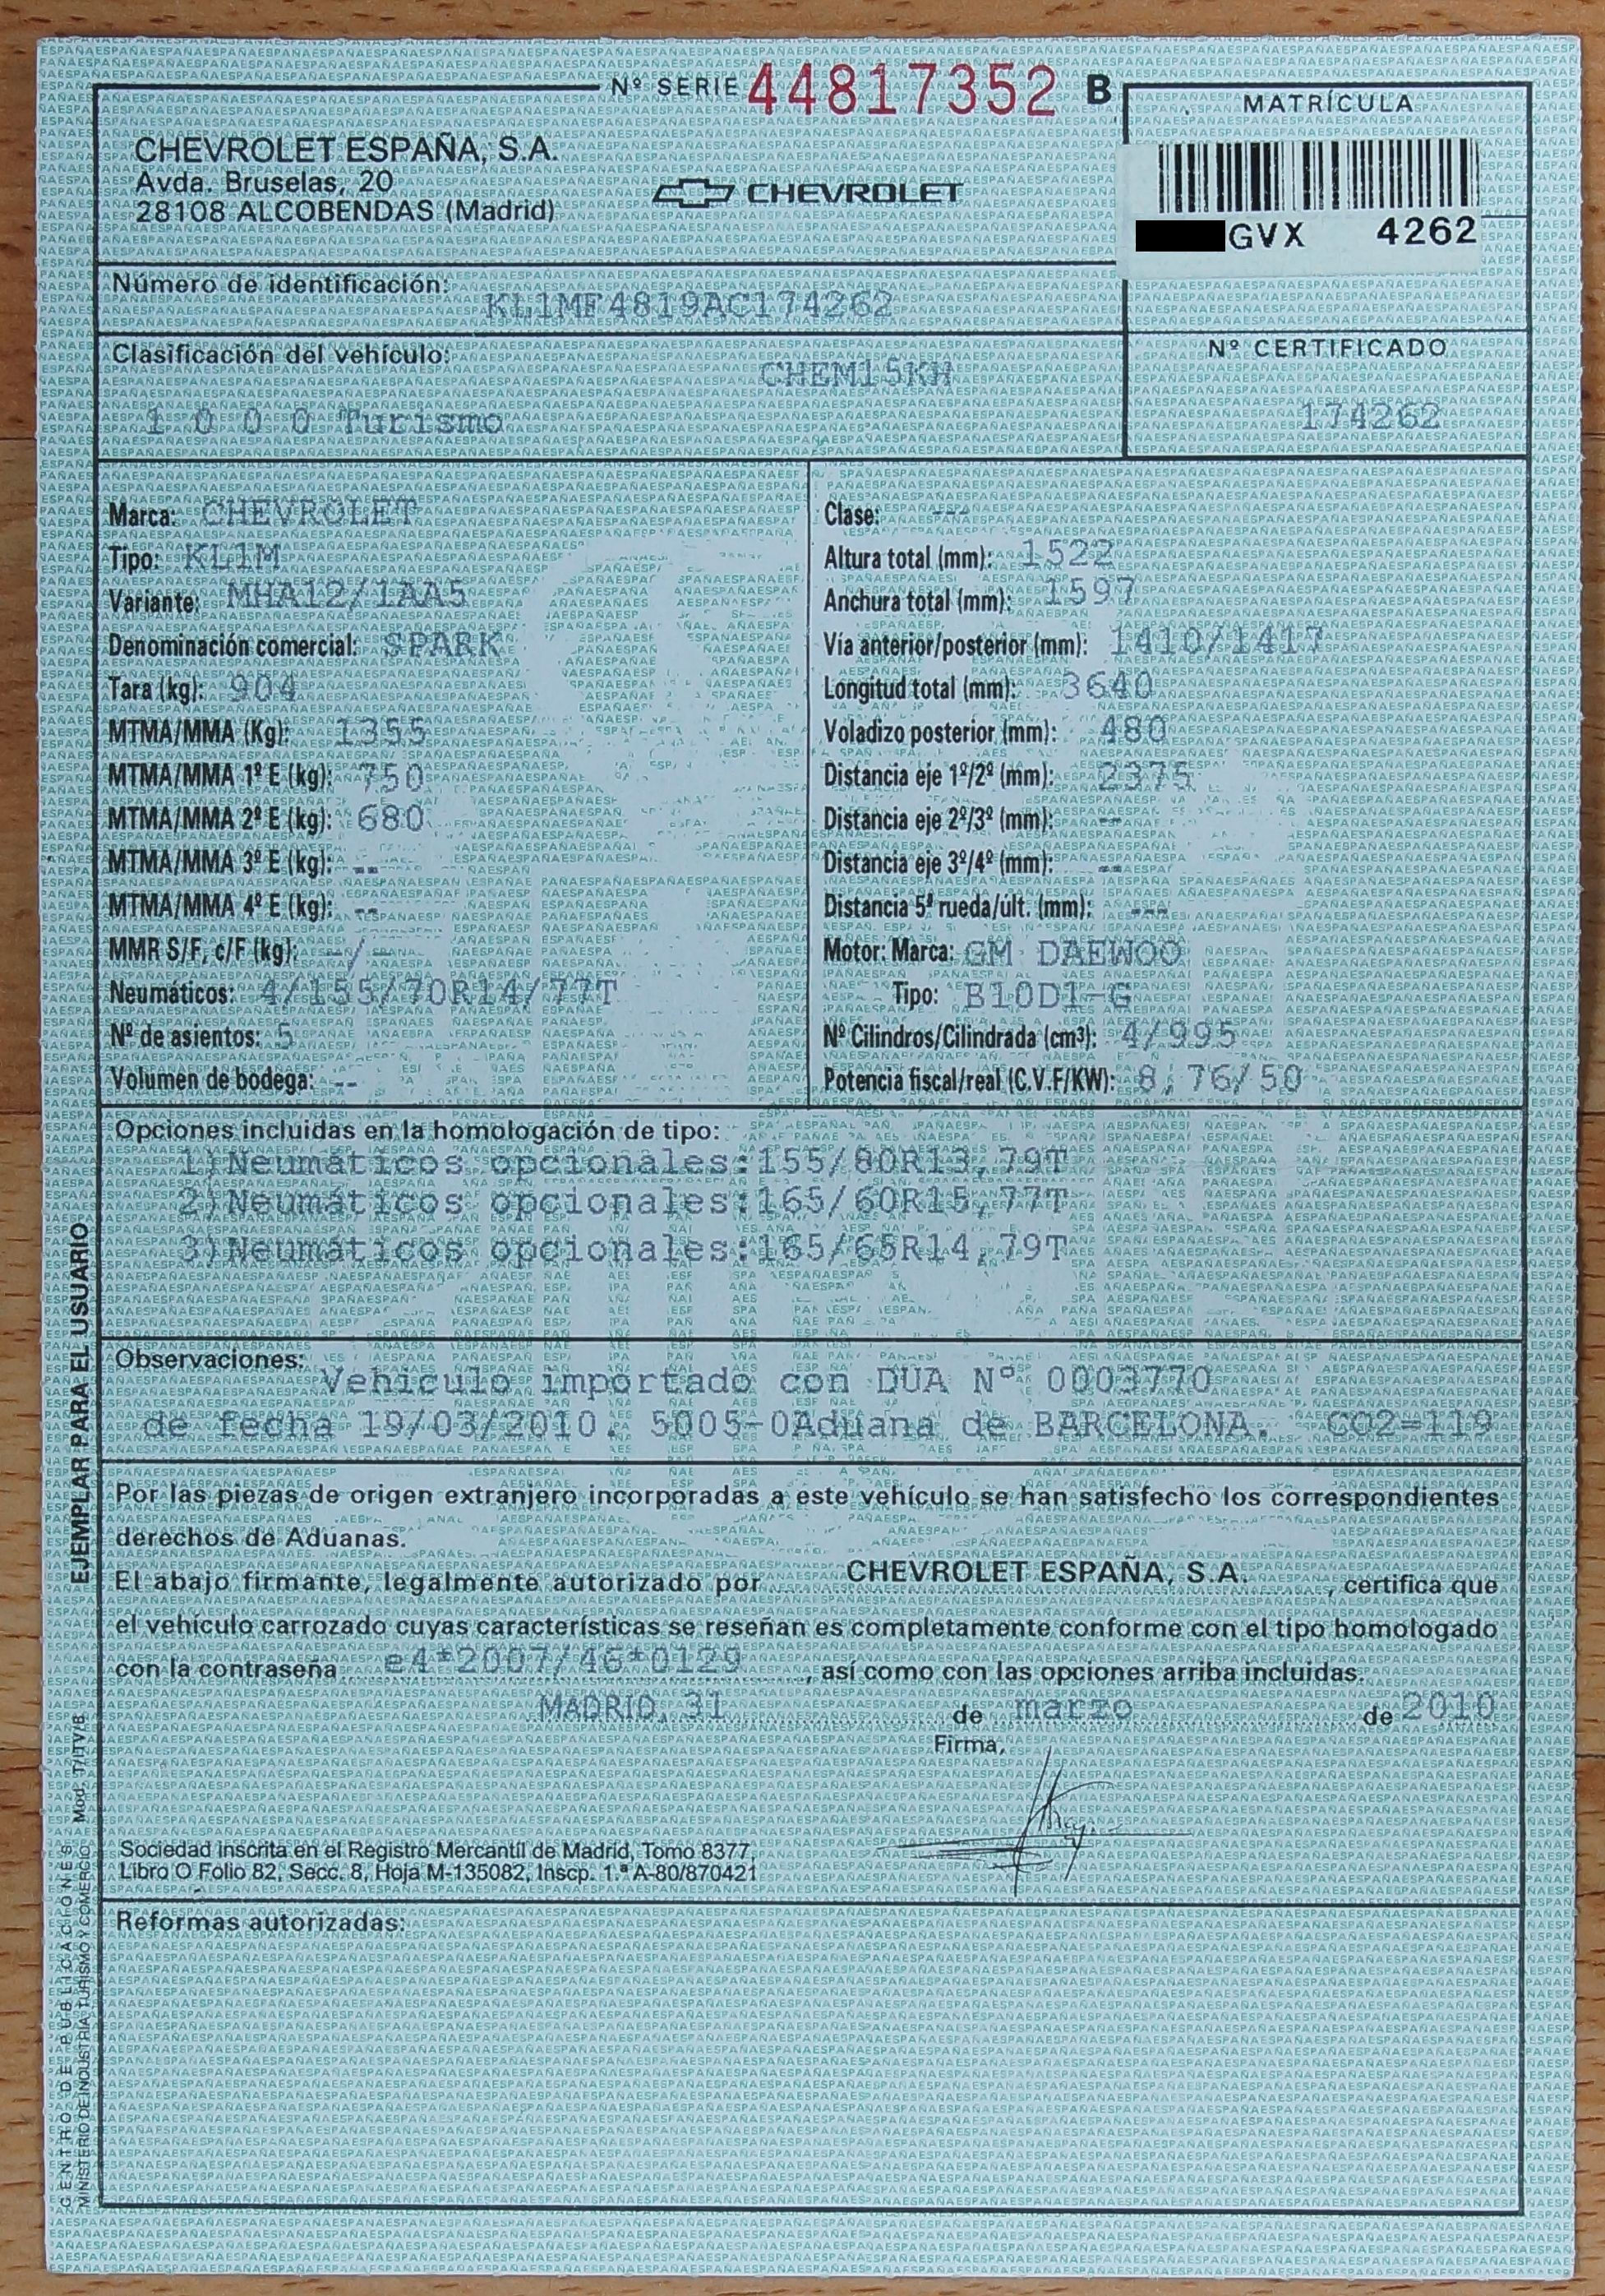 Nº SERIE 44817352 B
CHEVROLET ESPAÑA, S.A.
Avda. Bruselas, 20
28108 ALCOBENDAS (Madrid)
CHEVROLET
MATRÍCULA
GVX 4262
Número de identificación: KL1MF4819AC174262
Clasificación del vehículo: CHEM15KH
1 0 0 0 Turismo
Nº CERTIFICADO
174262
Marca: CHEVROLET
Tipo: KL1M
Variante: MHA12/1AA5
Denominación comercial: SPARK
Tara (kg): 904
MTMA/MMA (Kg): 1355
MTMA/MMA 1º E (kg): 750
MTMA/MMA 2º E (kg): 680
MTMA/MMA 3º E (kg): --
MTMA/MMA 4º E (kg): --
MMR S/F, c/F (kg): -/-
Neumáticos: 4/155/70R14/77T
Nº de asientos: 5
Volumen de bodega: --
Clase: ---
Altura total (mm): 1522
Anchura total (mm): 1597
Vía anterior/posterior (mm): 1410/1417
Longitud total (mm): 3640
Voladizo posterior (mm): 480
Distancia eje 1º/2º (mm): 2375
Distancia eje 2º/3º (mm): --
Distancia eje 3º/4º (mm): --
Distancia 5ª rueda/últ. (mm): ---
Motor: Marca: GM DAEWOO
Tipo: B10D1-G
Nº Cilindros/Cilindrada (cm³): 4/995
Potencia fiscal/real (C.V.F/KW): 8,76/50
Opciones incluidas en la homologación de tipo:
1)Neumáticos opcionales:155/80R13,79T
2)Neumáticos opcionales:165/60R15,77T
3)Neumáticos opcionales:165/65R14,79T
Observaciones:
Vehículo importado con DUA Nº 0003770
de fecha 19/03/2010. 5005-0Aduana de BARCELONA. CO2=119
Por las piezas de origen extranjero incorporadas a este vehículo se han satisfecho los correspondientes
derechos de Aduanas.
El abajo firmante, legalmente autorizado por CHEVROLET ESPAÑA, S.A. , certifica que
el vehículo carrozado cuyas características se reseñan es completamente conforme con el tipo homologado
con la contraseña e4*2007/46*0129 , así como con las opciones arriba incluidas.
MADRID, 31 de marzo de 2010
Firma,
Sociedad inscrita en el Registro Mercantil de Madrid, Tomo 8377,
Libro O Folio 82, Secc. 8, Hoja M-135082, Inscp. 1.ª A-80/870421
Reformas autorizadas:
EJEMPLAR PARA EL USUARIO
Mod. T/ITV/B
CENTRO DE PUBLICACIONES
MINISTERIO DE INDUSTRIA, TURISMO Y COMERCIO